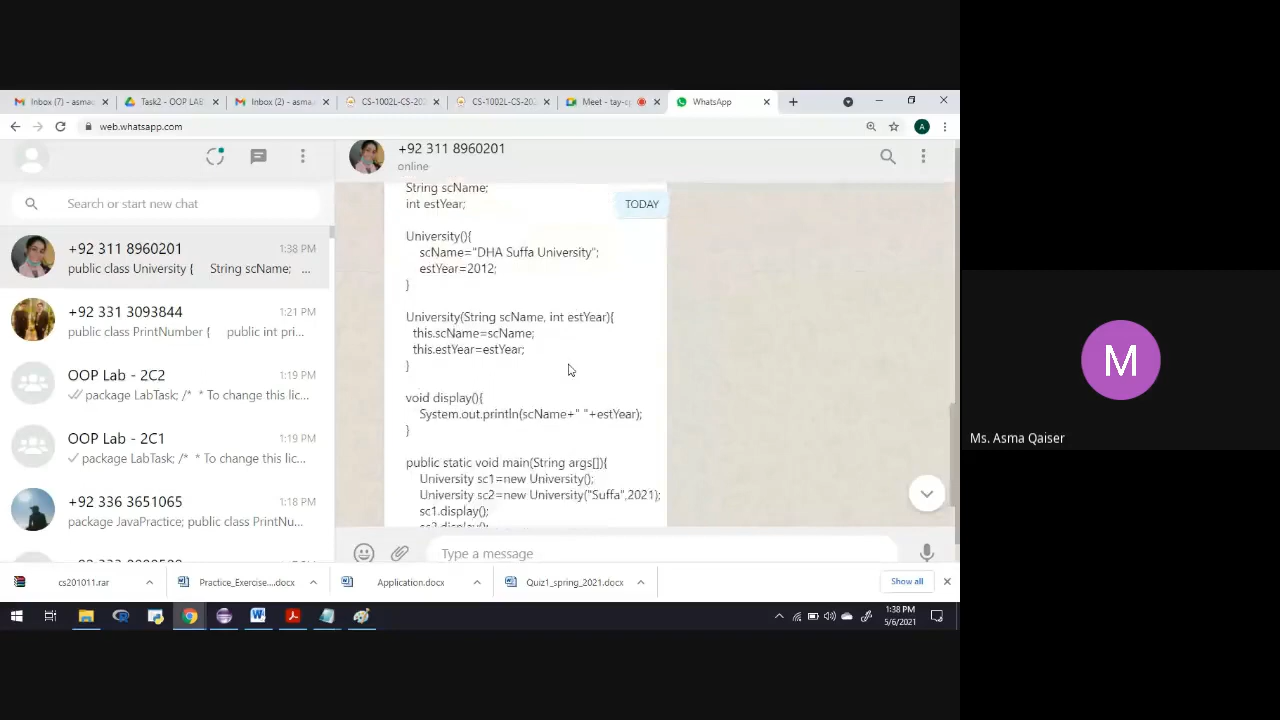 Inbox (7) - asma
Task2 - OOP LAB
Inbox (2) - asma.
CS-1002L-CS-20
CS-1002L-CS-20
Meet - tay-c
WhatsApp
web.whatsapp.com
Search or start new chat
+92 311 8960201
1:38 PM
public class University { String scName; ...
+92 331 3093844
1:21 PM
public class PrintNumber { public int pri...
OOP Lab - 2C2
1:19 PM
package LabTask; /* * To change this lic...
OOP Lab - 2C1
1:19 PM
package LabTask; /* * To change this lic...
+92 336 3651065
1:18 PM
package JavaPractice; public class PrintNu...
+92 311 8960201
online
TODAY
String scName;
int estYear;
University(){
scName="DHA Suffa University";
estYear=2012;
}
University(String scName, int estYear){
this.scName=scName;
this.estYear=estYear;
}
void display(){
System.out.println(scName+" "+estYear);
}
public static void main(String args[]){
University sc1=new University();
University sc2=new University("Suffa",2021);
sc1.display();
Type a message
cs201011.rar
Practice_Exercise....docx
Application.docx
Quiz1_spring_2021.docx
Show all
1:38 PM
5/6/2021
A
M
Ms. Asma Qaiser